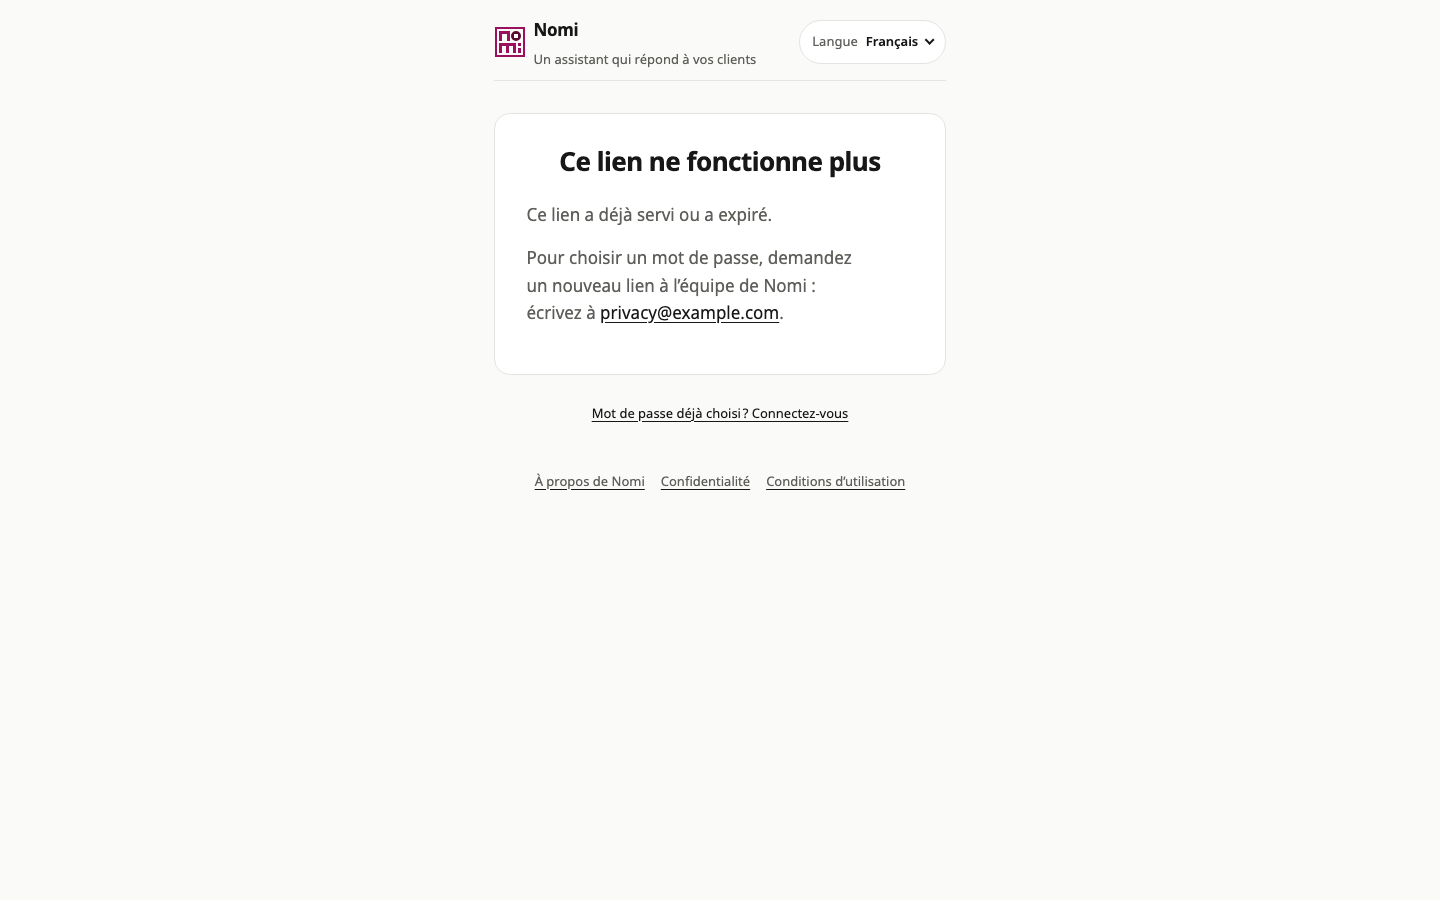 nomi
Nomi
Un assistant qui répond à vos clients
Langue Français
Ce lien ne fonctionne plus
Ce lien a déjà servi ou a expiré.
Pour choisir un mot de passe, demandez
un nouveau lien à l’équipe de Nomi :
écrivez à privacy@example.com.
Mot de passe déjà choisi ? Connectez-vous
À propos de Nomi Confidentialité Conditions d’utilisation